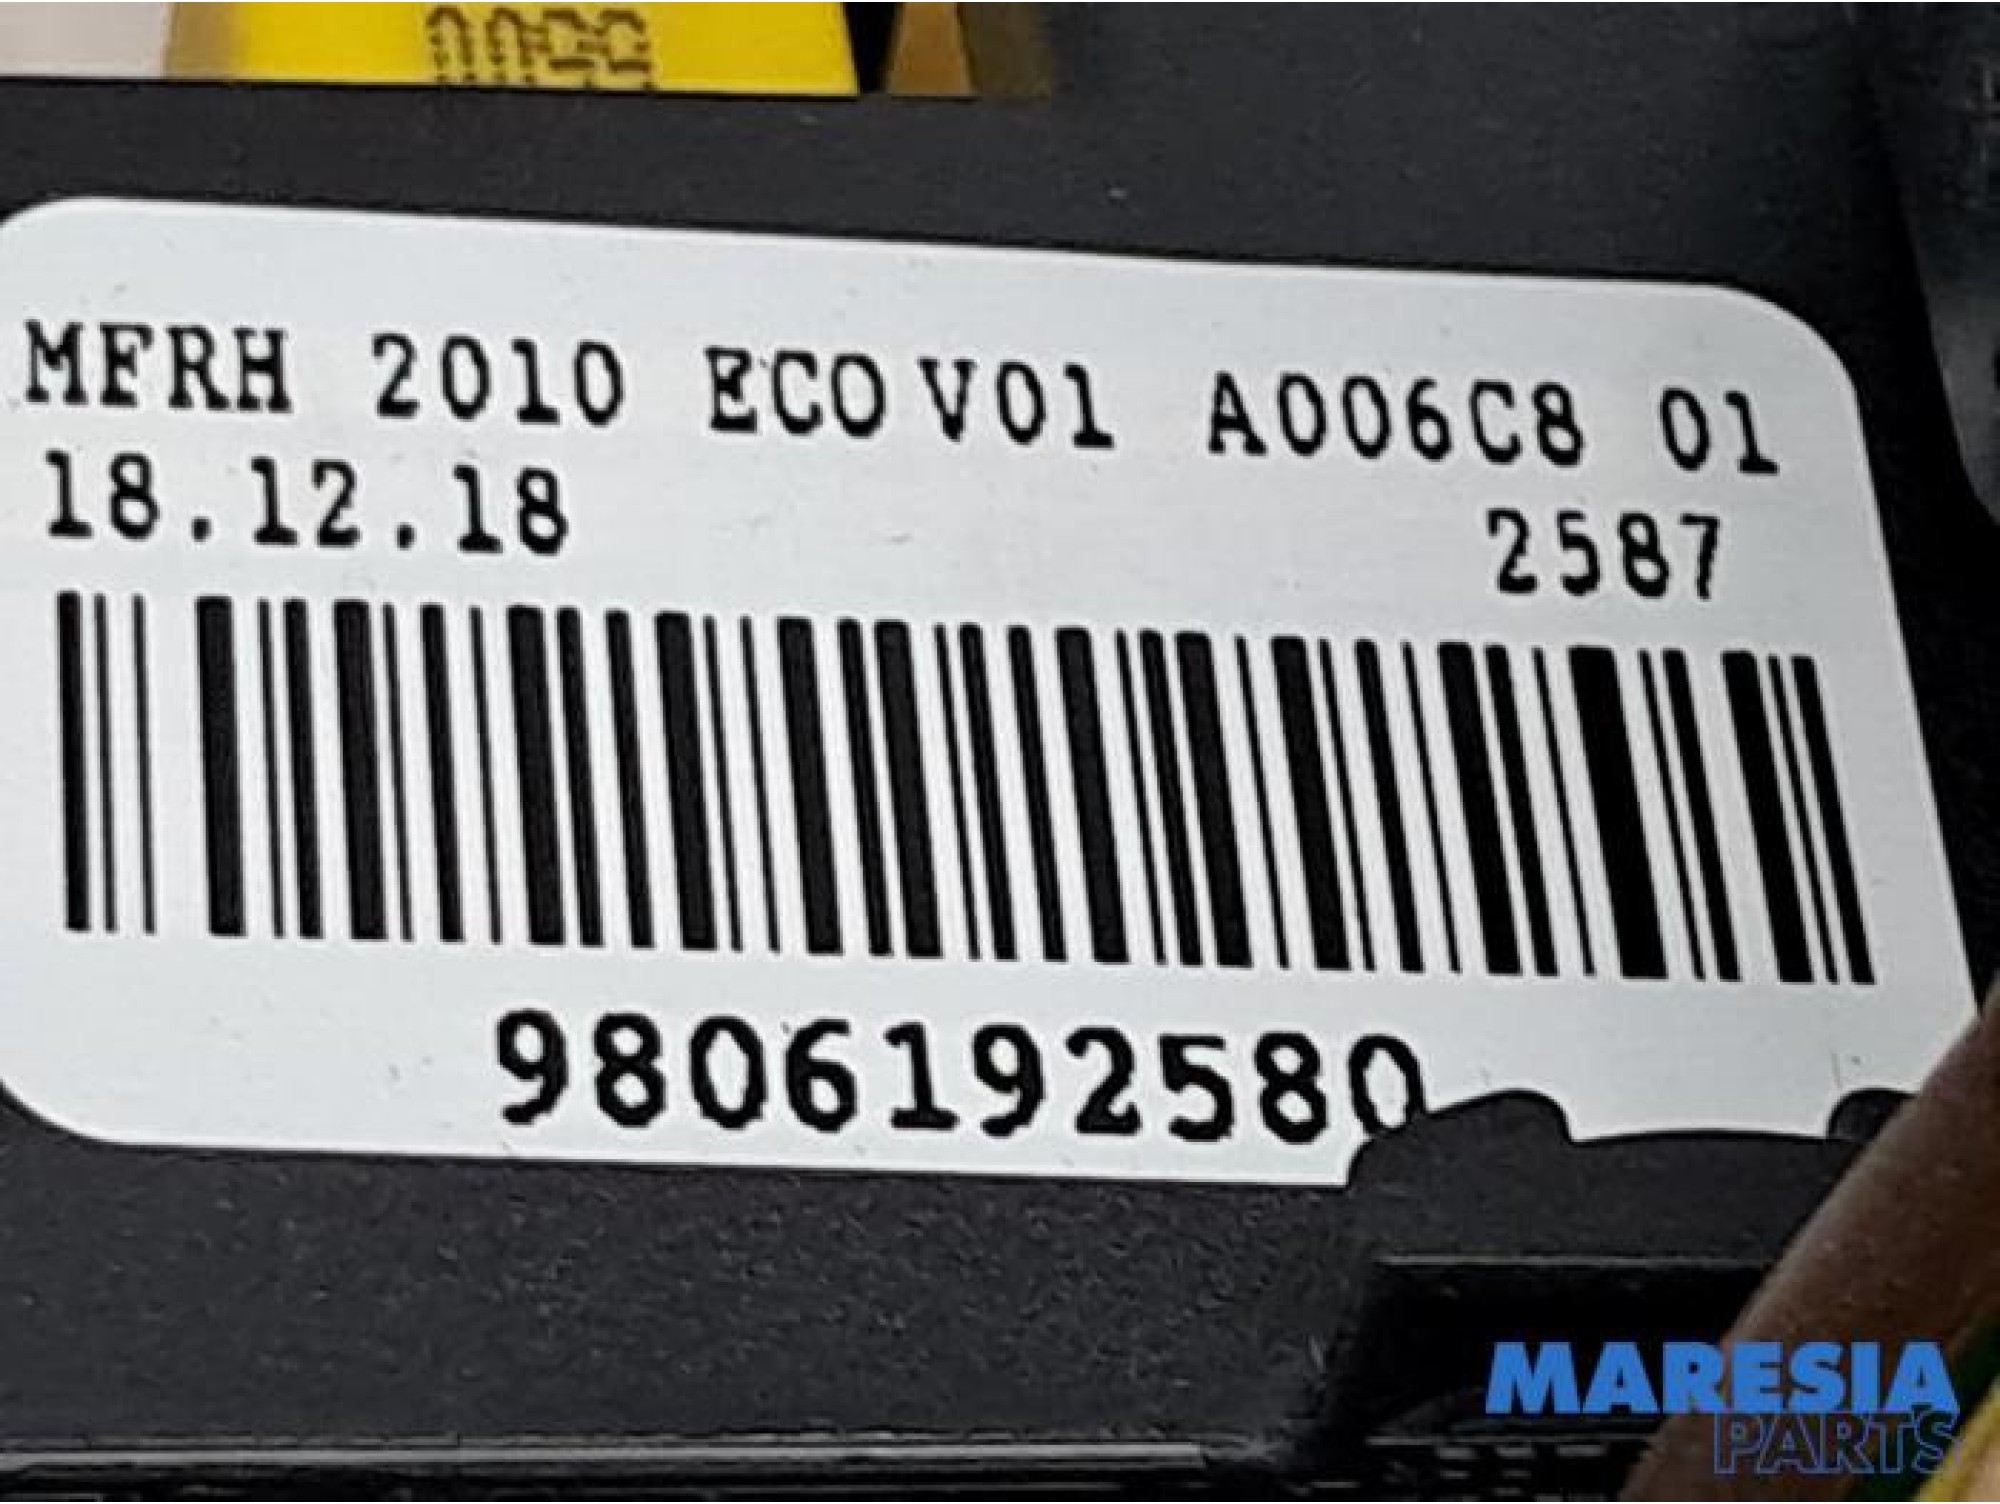 MFRH 2010 ECO V01 A006C8 01
18.12.18 2587
9806192580
MARESIA
PARTS